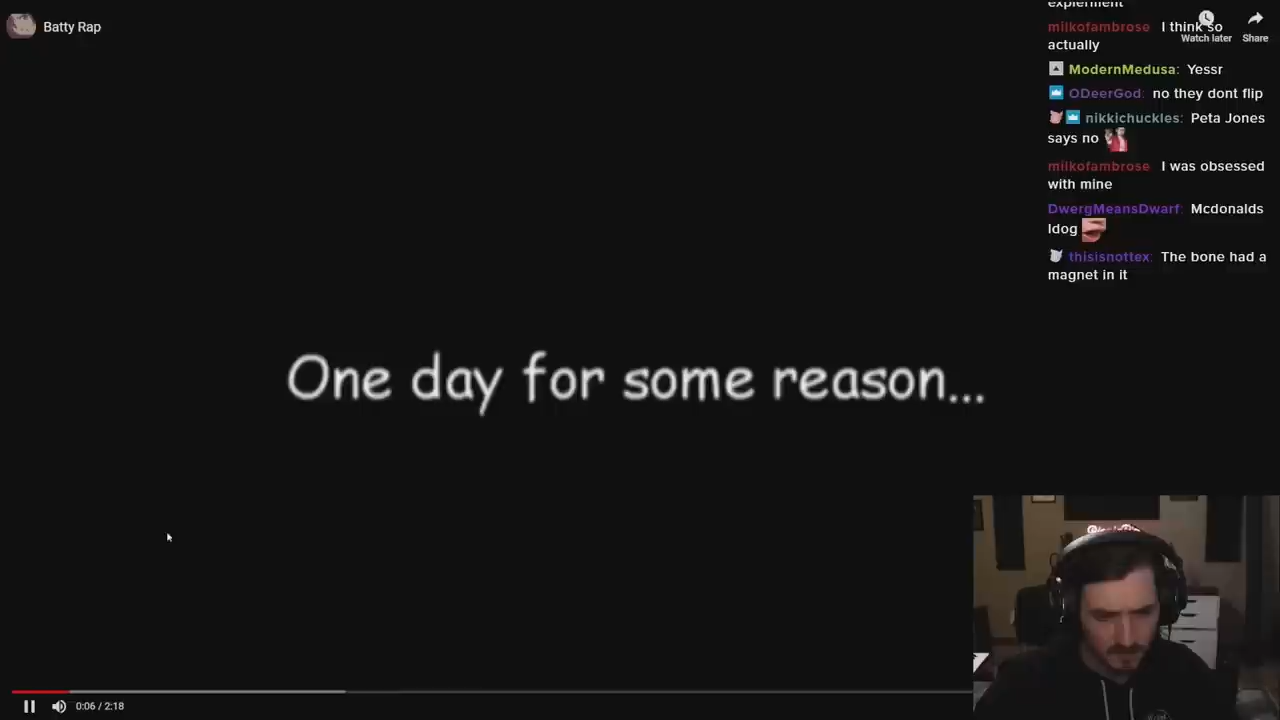 Batty Rap
experiment
milkofambrose I think so
actually
Watch later
Share
ModernMedusa: Yessr
ODeerGod: no they dont flip
nikkichuckles: Peta Jones
says no
milkofambrose I was obsessed
with mine
DwergMeansDwarf: Mcdonalds
Idog
thisisnottex: The bone had a
magnet in it
One day for some reason...
0:06 / 2:18